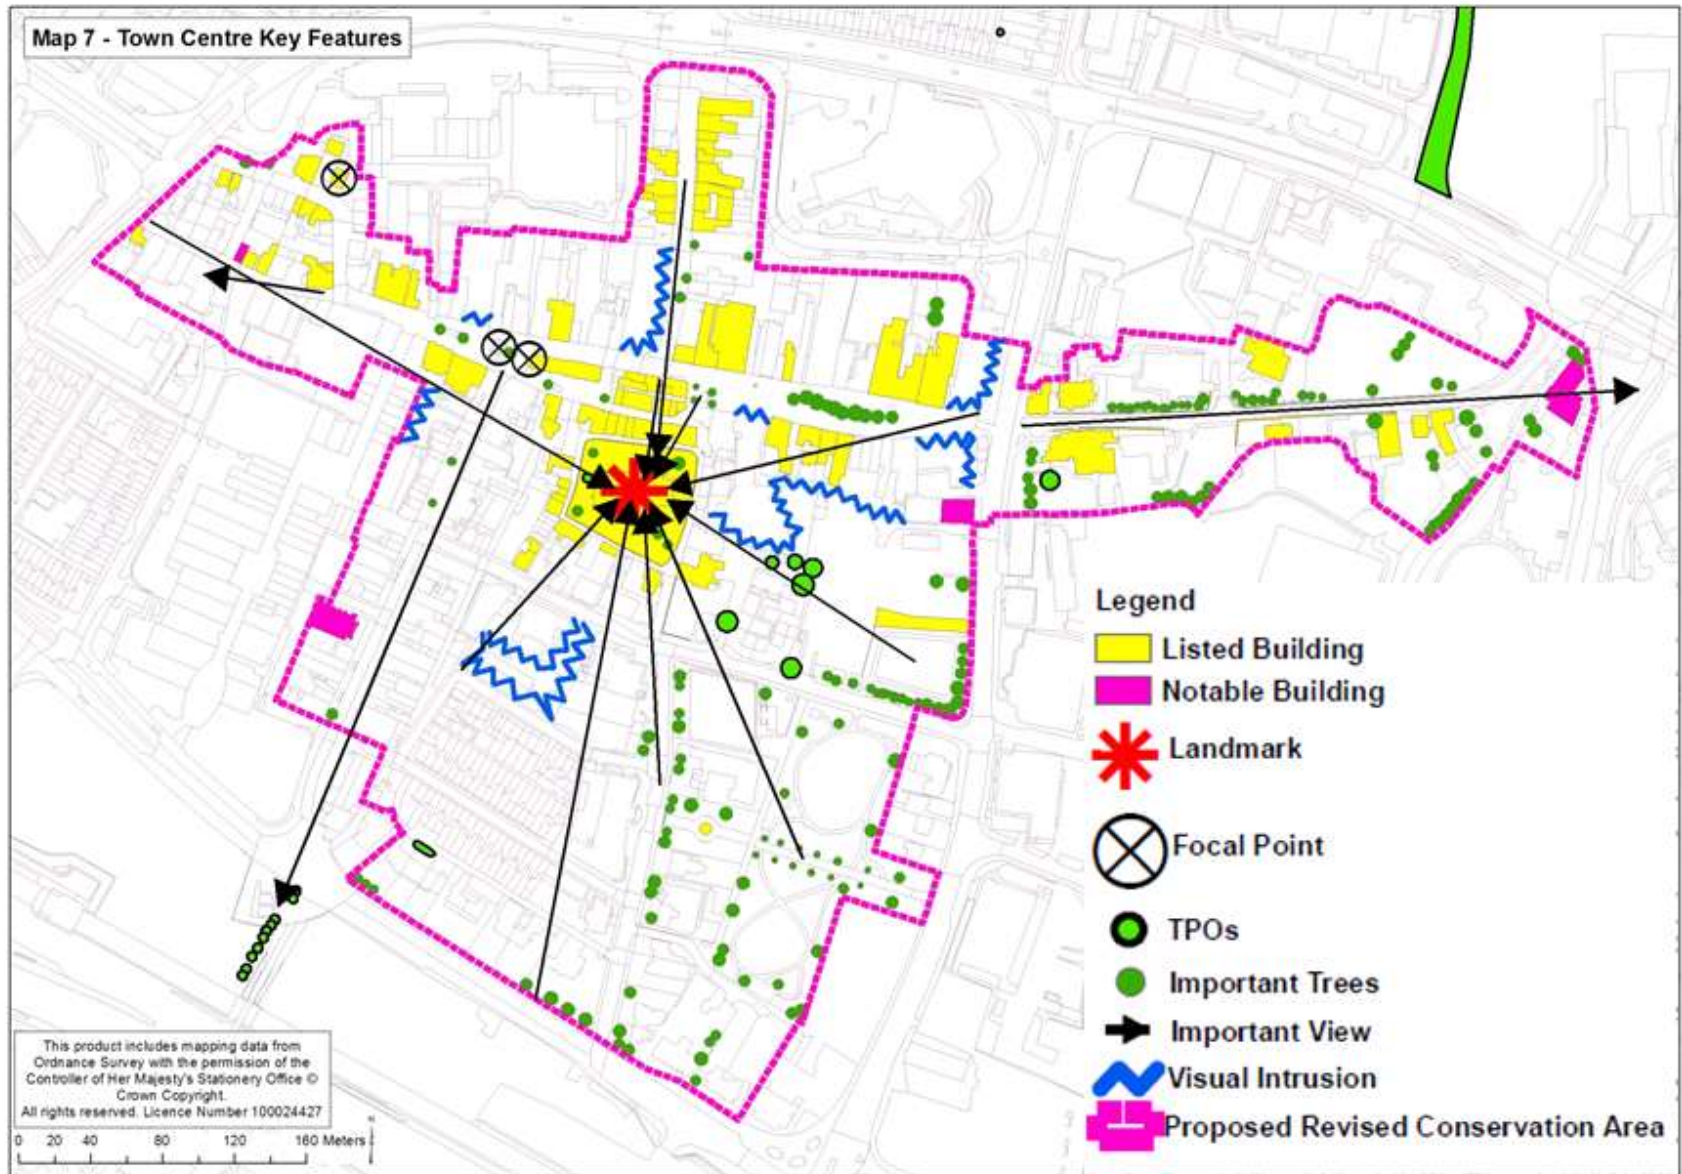 Map 7 - Town Centre Key Features
Legend
Listed Building
Notable Building
Landmark
Focal Point
TPOs
Important Trees
Important View
Visual Intrusion
Proposed Revised Conservation Area
This product includes mapping data from
Ordnance Survey with the permission of the
Controller of Her Majesty's Stationery Office ©
Crown Copyright.
All rights reserved. Licence Number 100024427
0 20 40 80 120 160 Meters